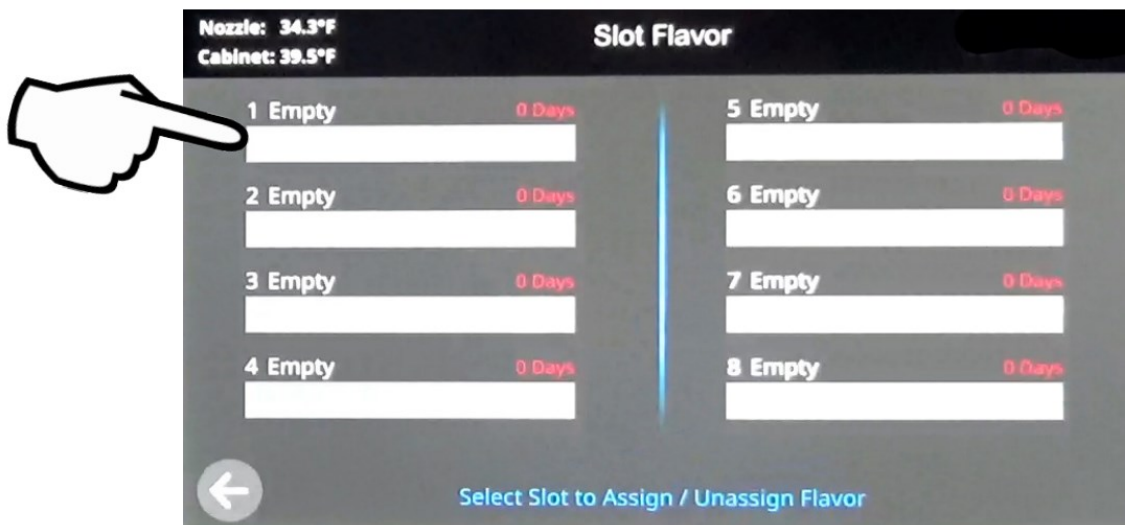 Nozzle: 34.3°F
Cabinet: 39.5°F
Slot Flavor
1 Empty 0 Days
2 Empty 0 Days
3 Empty 0 Days
4 Empty 0 Days
5 Empty 0 Days
6 Empty 0 Days
7 Empty 0 Days
8 Empty 0 Days
Select Slot to Assign / Unassign Flavor